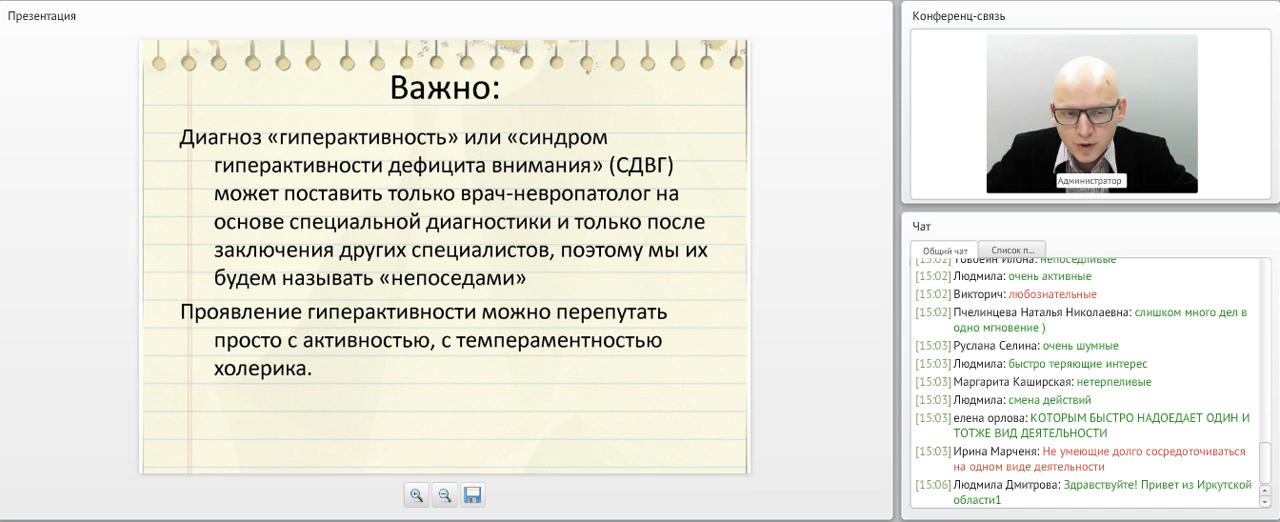 Презентация
Важно:
Диагноз «гиперактивность» или «синдром
гиперактивности дефицита внимания» (СДВГ)
может поставить только врач-невропатолог на
основе специальной диагностики и только после
заключения других специалистов, поэтому мы их
будем называть «непоседами»
Проявление гиперактивности можно перепутать
просто с активностью, с темпераментностью
холерика.
Конференц-связь
Администратор
Чат
Общий чат
Список п...
[15:02] Илона: непоседливые
[15:02] Людмила: очень активные
[15:02] Викторич: любознательные
[15:02] Пчелинцева Наталья Николаевна: слишком много дел в
одно мгновение )
[15:03] Руслана Селина: очень шумные
[15:03] Людмила: быстро теряющие интерес
[15:03] Маргарита Каширская: нетерпеливые
[15:03] Людмила: смена действий
[15:03] елена орлова: КОТОРЫМ БЫСТРО НАДОЕДАЕТ ОДИН И
ТОТЖЕ ВИД ДЕЯТЕЛЬНОСТИ
[15:03] Ирина Марченя: Не умеющие долго сосредоточиваться
на одном виде деятельности
[15:06] Людмила Дмитрова: Здравствуйте! Привет из Иркутской
области1